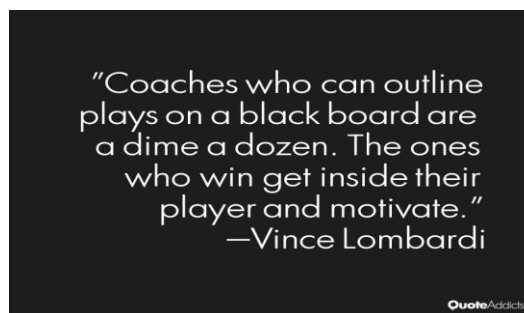 "Coaches who can outline
plays on a black board are
a dime a dozen. The ones
who win get inside their
player and motivate."
—Vince Lombardi
QuoteAddicts